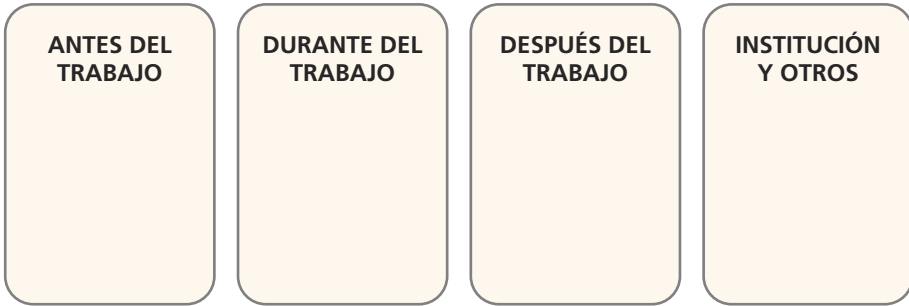 ANTES DEL
TRABAJO
DURANTE DEL
TRABAJO
DESPUÉS DEL
TRABAJO
INSTITUCIÓN
Y OTROS